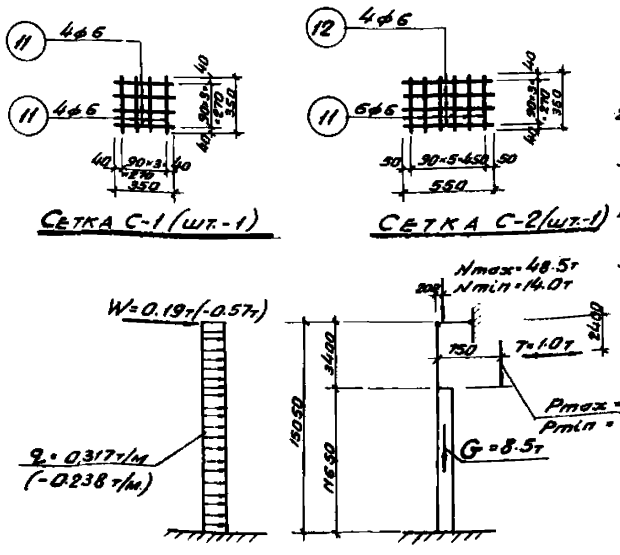 11
4ф6
11
4ф6
40
90×3=
=270
350
40
40
90×3=
40
=270
350
СЕТКА С-1 (шт.-1)
12
4ф6
11
6ф6
40
90×3=
=270
350
40
50
90×5=450
50
550
СЕТКА С-2 (шт.-1)
W=0.19т (-0.57т)
q=0.317т/м
(-0.238т/м)
15050
3400
11650
Nmax=48.5т
Nmin=14.0т
200
750
T=1.0т
2400
Pmax=
Pmin=
G=8.5т